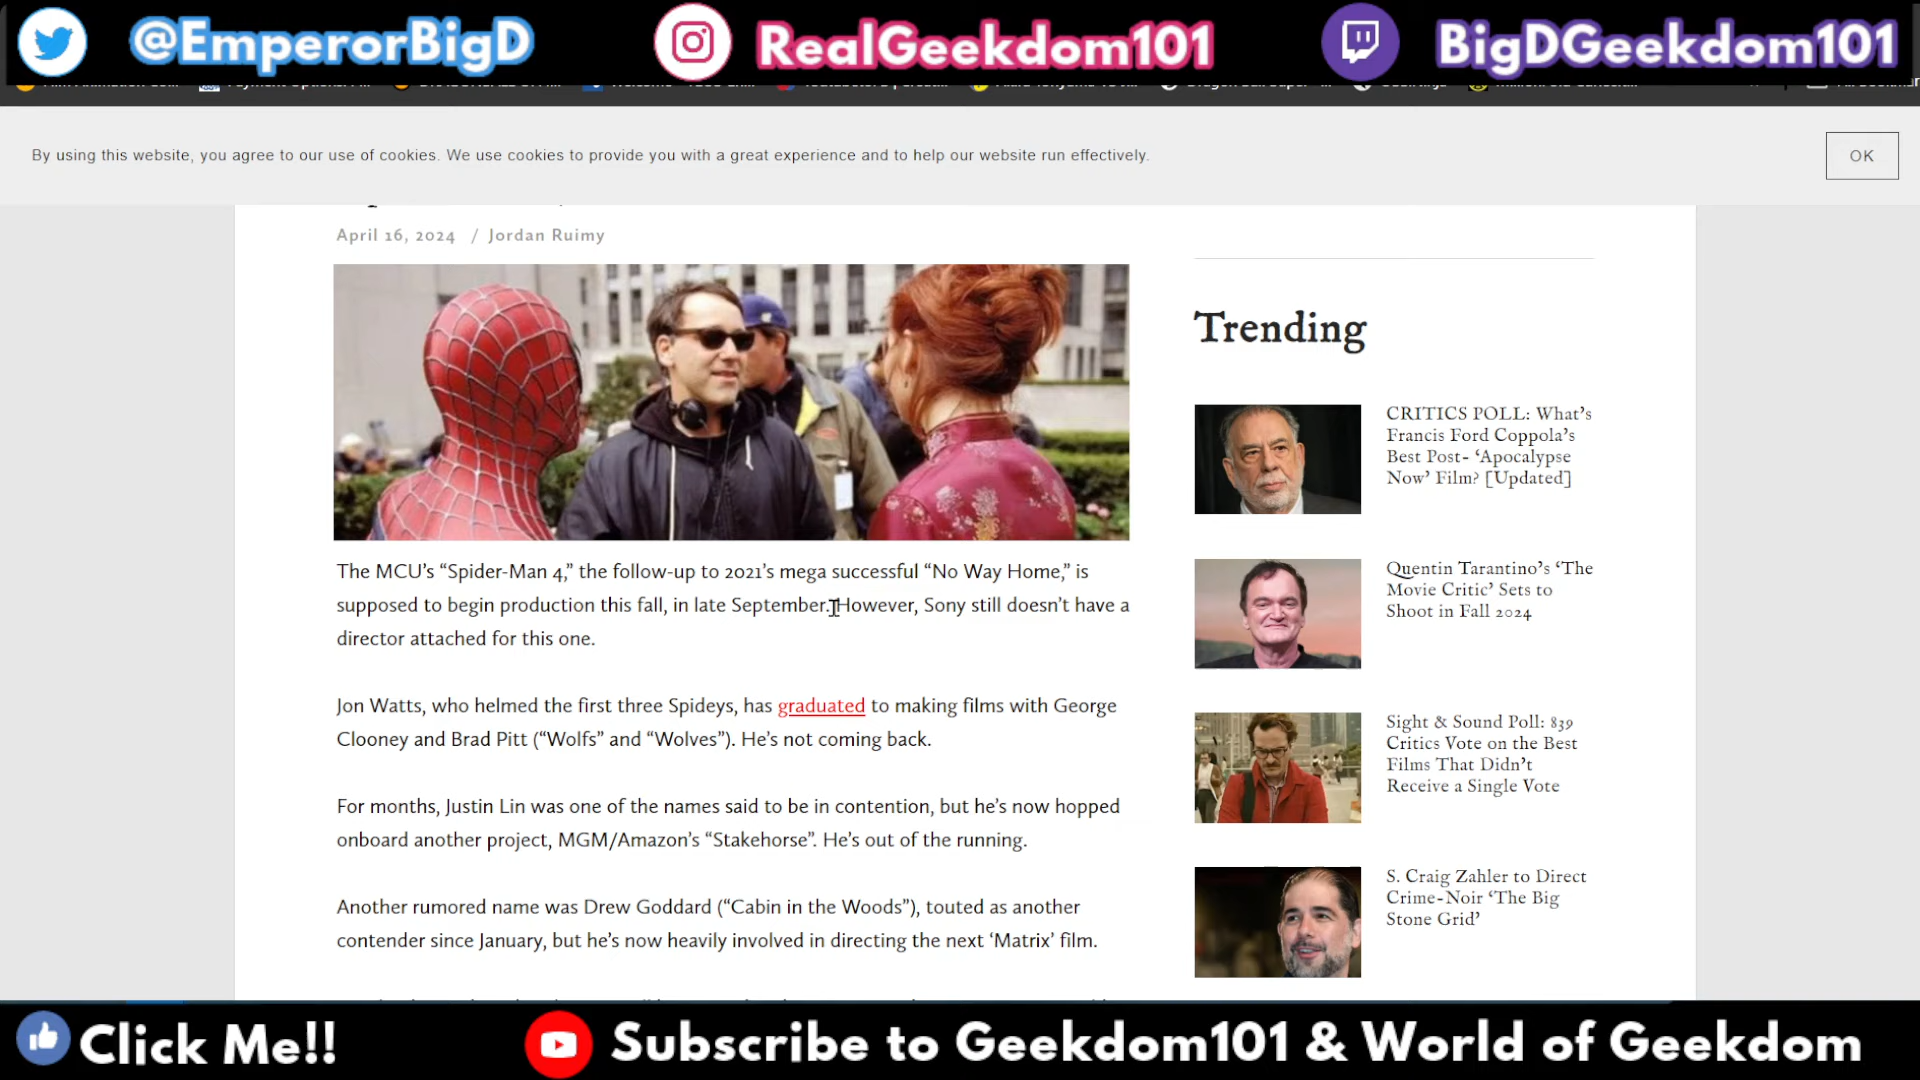 @EmperorBigD
RealGeekdom101
BigDGeekdom101
By using this website, you agree to our use of cookies. We use cookies to provide you with a great experience and to help our website run effectively.
OK
April 16, 2024 / Jordan Ruimy
The MCU’s “Spider-Man 4,” the follow-up to 2021’s mega successful “No Way Home,” is
supposed to begin production this fall, in late September. However, Sony still doesn’t have a
director attached for this one.
Jon Watts, who helmed the first three Spideys, has graduated to making films with George
Clooney and Brad Pitt (“Wolfs” and “Wolves”). He’s not coming back.
For months, Justin Lin was one of the names said to be in contention, but he’s now hopped
onboard another project, MGM/Amazon’s “Stakehorse”. He’s out of the running.
Another rumored name was Drew Goddard (“Cabin in the Woods”), touted as another
contender since January, but he’s now heavily involved in directing the next ‘Matrix’ film.
Trending
CRITICS POLL: What’s
Francis Ford Coppola’s
Best Post- ‘Apocalypse
Now’ Film? [Updated]
Quentin Tarantino’s ‘The
Movie Critic’ Sets to
Shoot in Fall 2024
Sight & Sound Poll: 839
Critics Vote on the Best
Films That Didn’t
Receive a Single Vote
S. Craig Zahler to Direct
Crime-Noir ‘The Big
Stone Grid’
Click Me!!
Subscribe to Geekdom101 & World of Geekdom